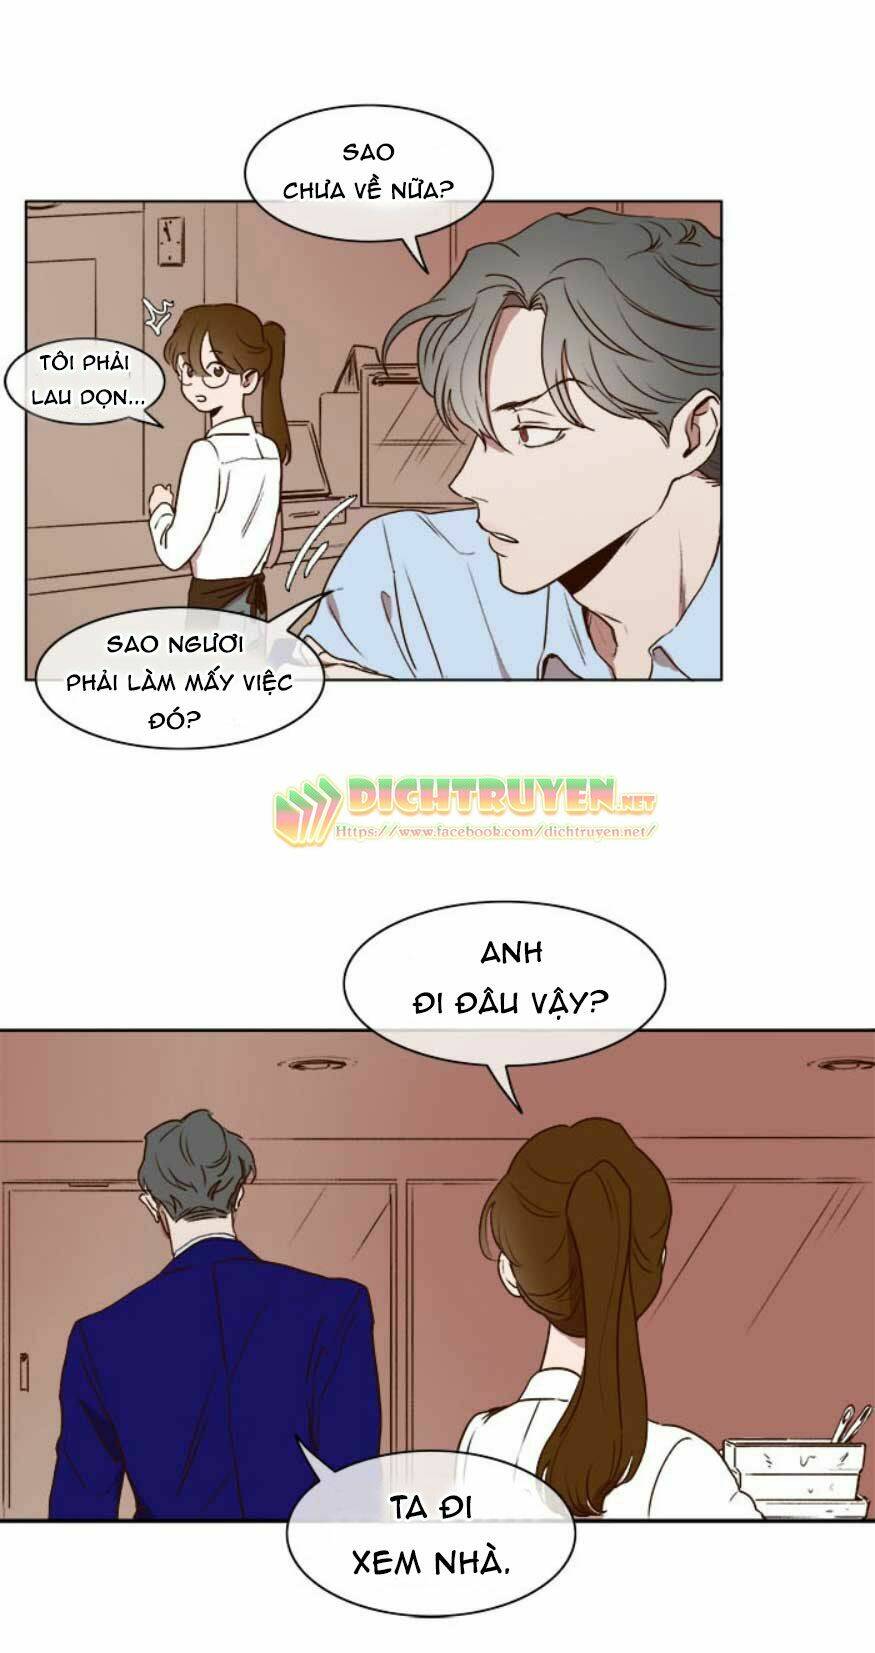 SAO
CHƯA VỀ NỮA?
TÔI PHẢI
LAU DỌN...
SAO NGƯƠI
PHẢI LÀM MẤY VIỆC
ĐÓ?
DICHTRUYEN.NET
Https://www.facebook.com/dichtruyen.net/
ANH
ĐI ĐÂU VẬY?
TA ĐI
XEM NHÀ.